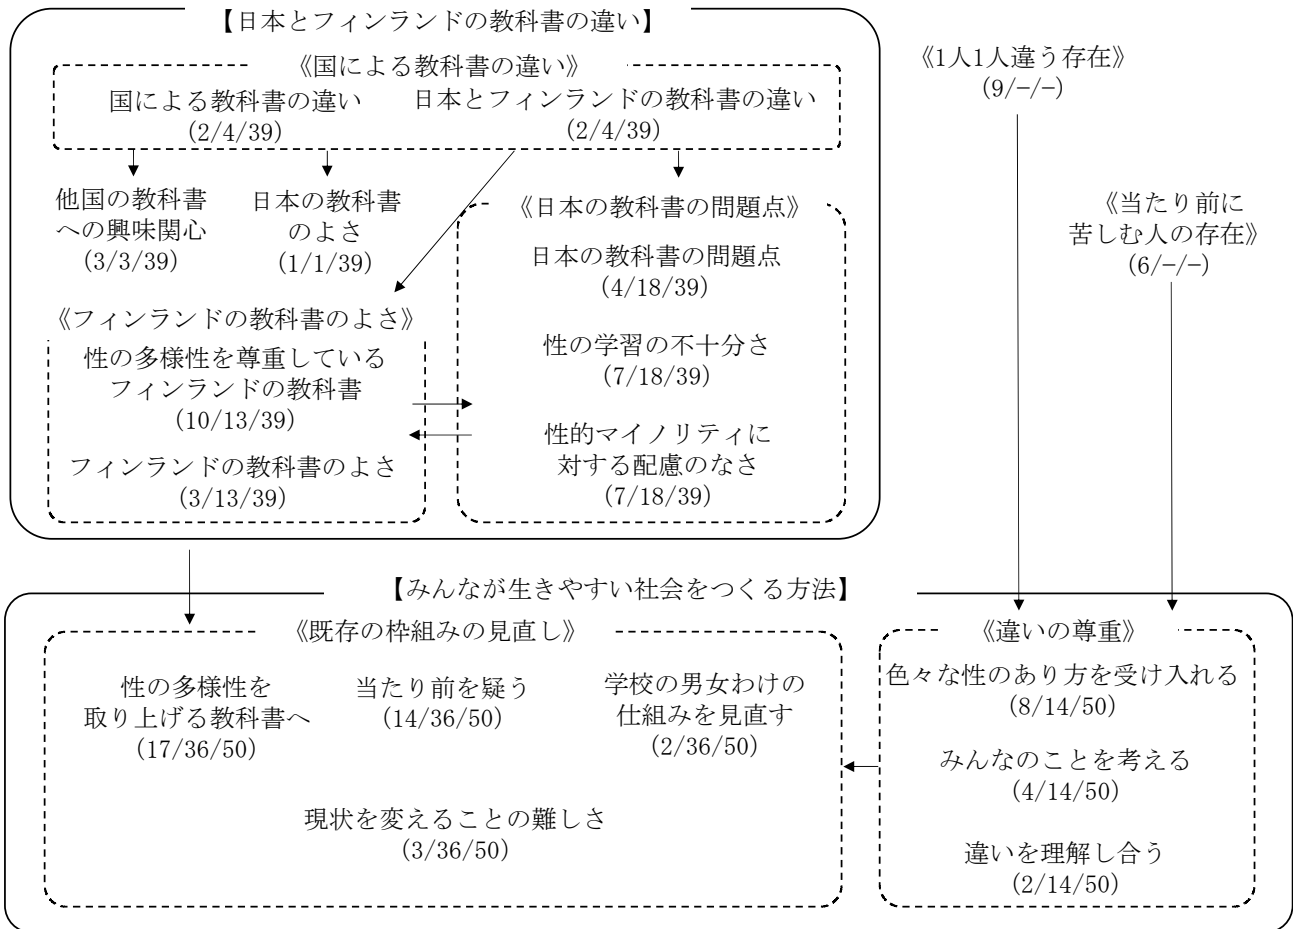 【日本とフィンランドの教科書の違い】
《国による教科書の違い》
国による教科書の違い
(2/4/39)
日本とフィンランドの教科書の違い
(2/4/39)
他国の教科書
への興味関心
(3/3/39)
日本の教科書
のよさ
(1/1/39)
《フィンランドの教科書のよさ》
性の多様性を尊重している
フィンランドの教科書
(10/13/39)
フィンランドの教科書のよさ
(3/13/39)
《日本の教科書の問題点》
日本の教科書の問題点
(4/18/39)
性の学習の不十分さ
(7/18/39)
性的マイノリティに
対する配慮のなさ
(7/18/39)
《1人1人違う存在》
(9/−/−)
《当たり前に
苦しむ人の存在》
(6/−/−)
【みんなが生きやすい社会をつくる方法】
《既存の枠組みの見直し》
性の多様性を
取り上げる教科書へ
(17/36/50)
当たり前を疑う
(14/36/50)
学校の男女わけの
仕組みを見直す
(2/36/50)
現状を変えることの難しさ
(3/36/50)
《違いの尊重》
色々な性のあり方を受け入れる
(8/14/50)
みんなのことを考える
(4/14/50)
違いを理解し合う
(2/14/50)